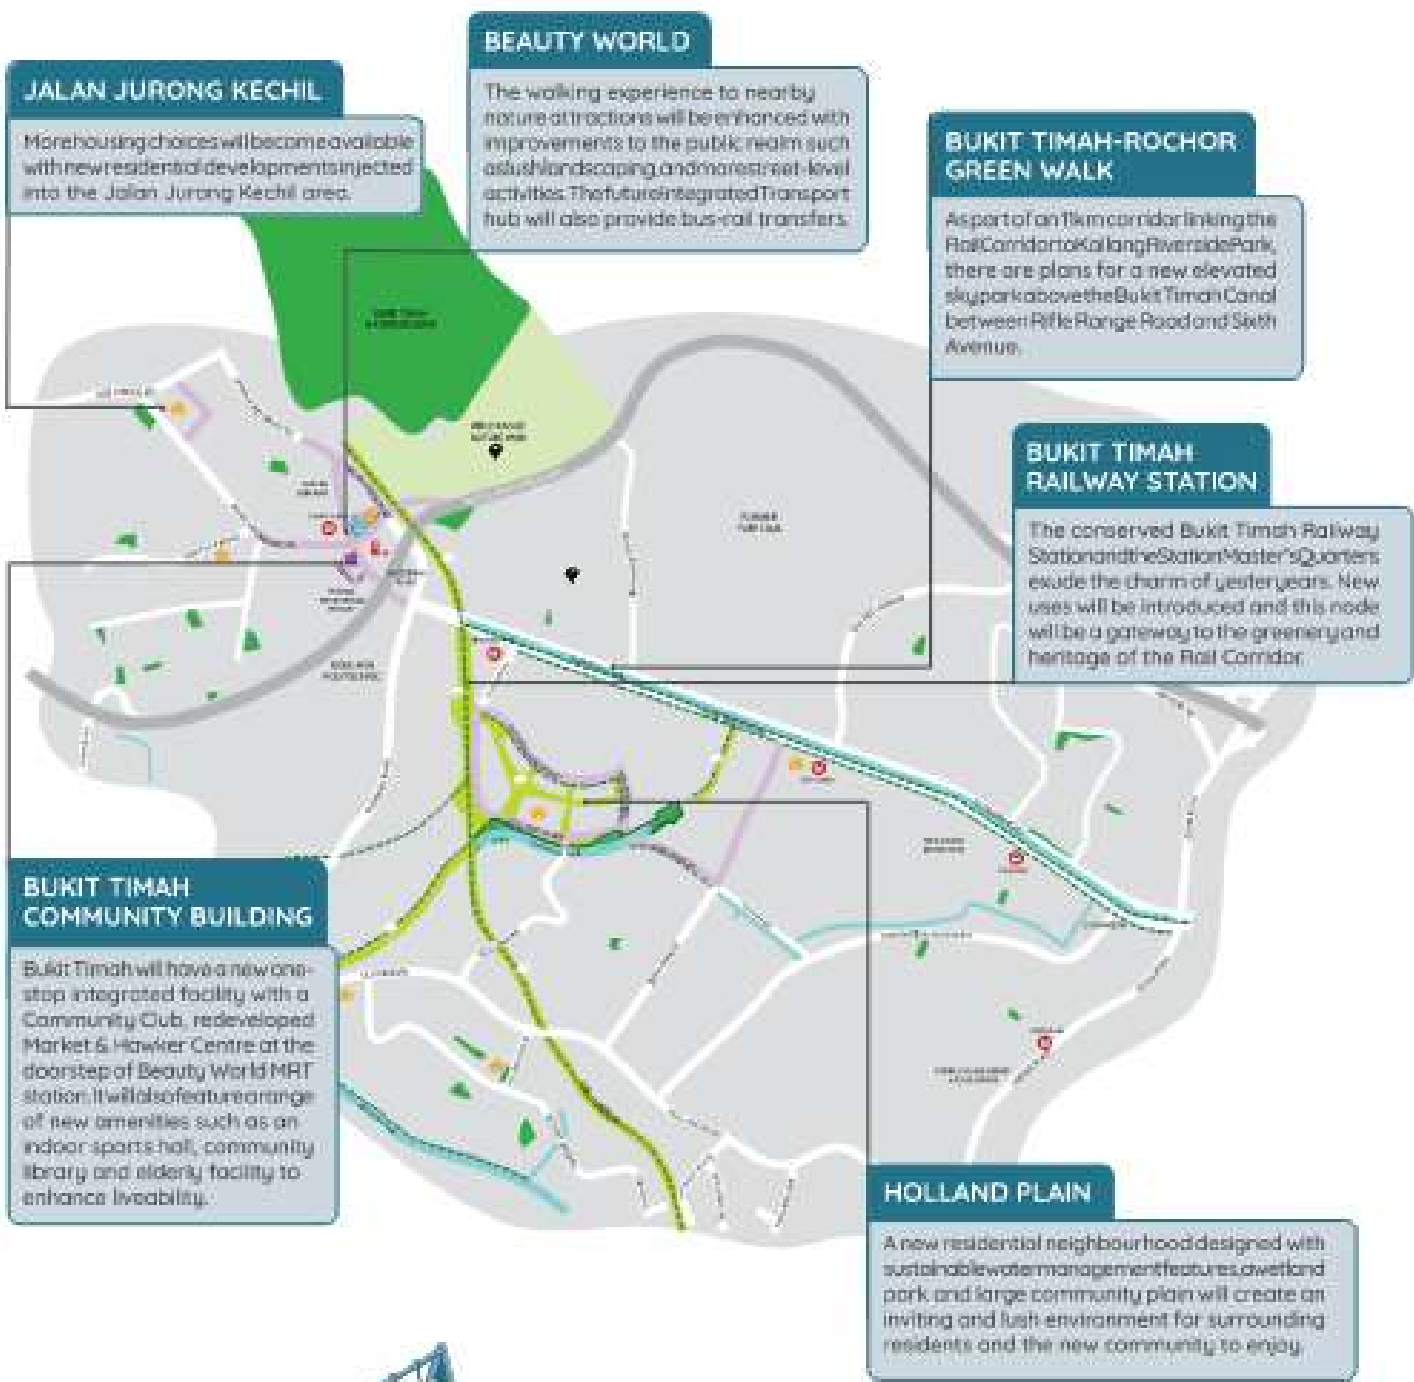 JALAN JURONG KECHIL
More housing choices will become available
with new residential developments injected
into the Jalan Jurong Kechil area.
BEAUTY WORLD
The walking experience to nearby
nature attractions will be enhanced with
improvements to the public realm such
as lush landscaping, and more street-level
activities. The future Integrated Transport
hub will also provide bus-rail transfers.
BUKIT TIMAH-ROCHOR
GREEN WALK
As part of an 11km corridor linking the
Rail Corridor to Kallang Riverside Park,
there are plans for a new elevated
sky park above the Bukit Timah Canal
between Rifle Range Road and Sixth
Avenue.
BUKIT TIMAH
RAILWAY STATION
The conserved Bukit Timah Railway
Station and the Station Master's Quarters
exude the charm of yesteryears. New
uses will be introduced and this node
will be a gateway to the greenery and
heritage of the Rail Corridor.
BUKIT TIMAH
COMMUNITY BUILDING
Bukit Timah will have a new one-
stop integrated facility with a
Community Club, redeveloped
Market & Hawker Centre at the
doorstep of Beauty World MRT
station. It will also feature a range
of new amenities such as an
indoor sports hall, community
library and elderly facility to
enhance liveability.
HOLLAND PLAIN
A new residential neighbourhood designed with
sustainable water management features, a wetland
park and large community plain will create an
inviting and lush environment for surrounding
residents and the new community to enjoy.